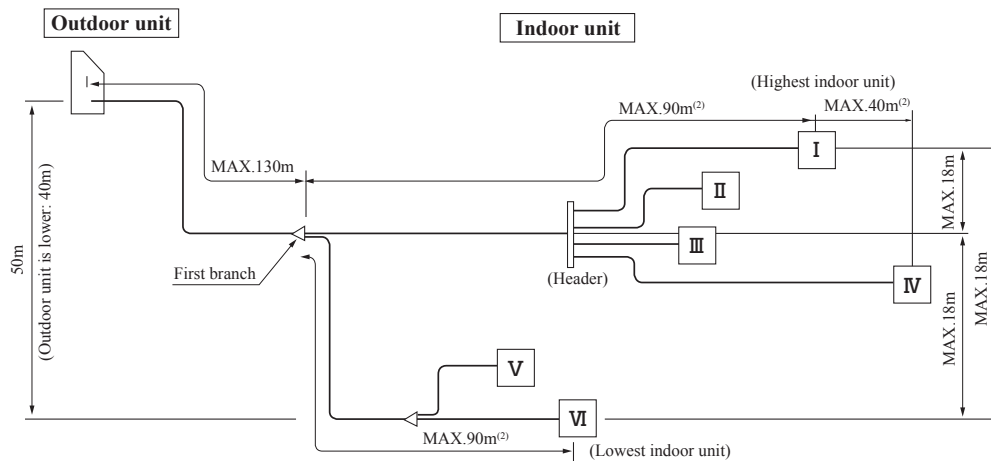 Outdoor unit
Indoor unit
(Highest indoor unit)
MAX.90m(2)
MAX.40m(2)
I
MAX.130m
II
MAX.18m
III
50m
(Outdoor unit is lower: 40m)
First branch
(Header)
IV
MAX.18m
MAX.18m
V
VI
MAX.90m(2)
(Lowest indoor unit)